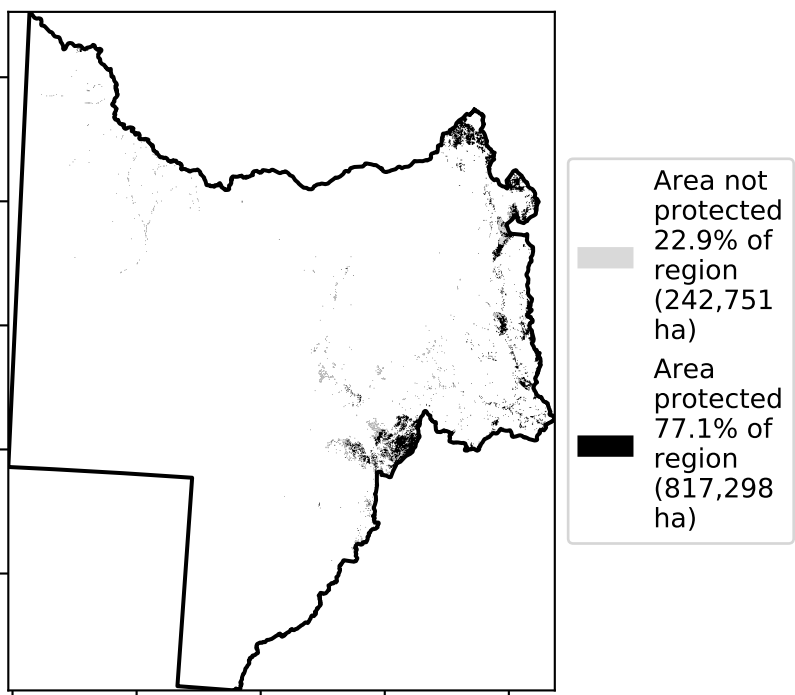 Area not
protected
22.9% of
region
(242,751
ha)
Area
protected
77.1% of
region
(817,298
ha)